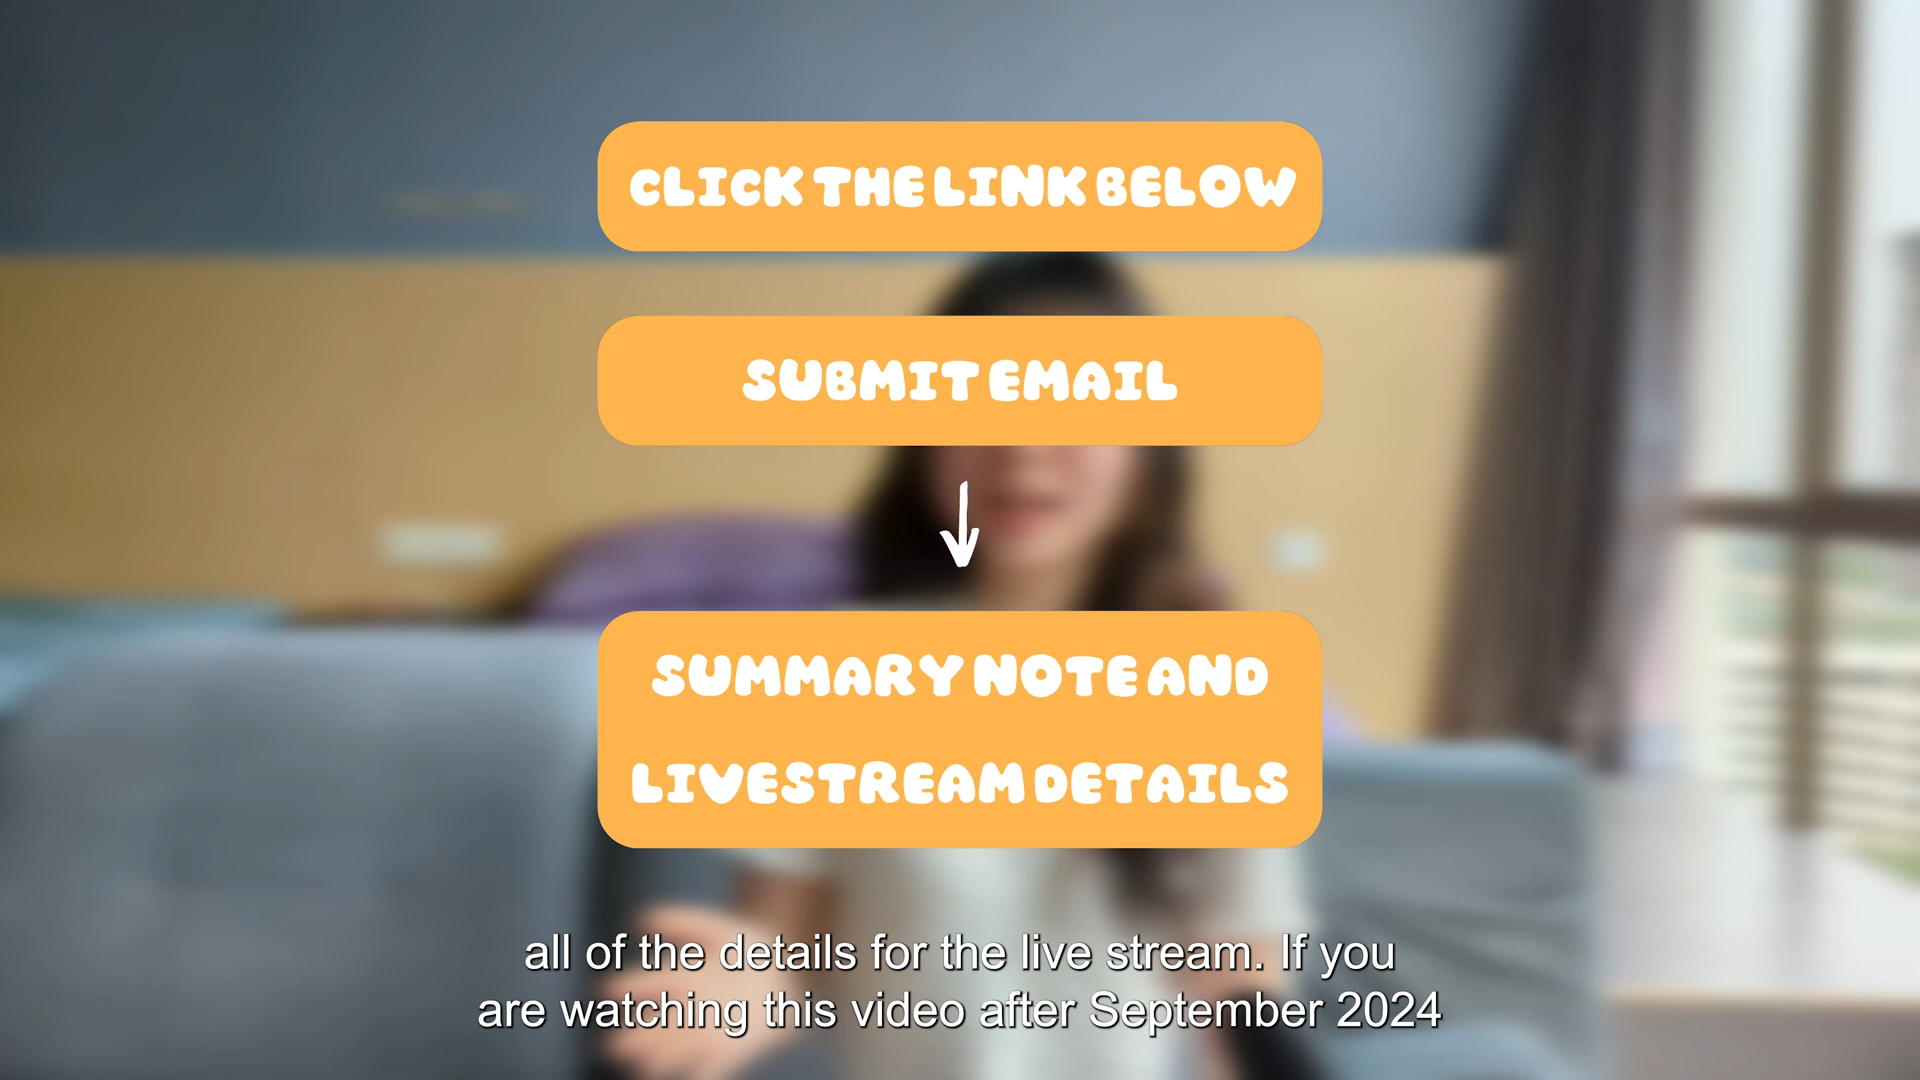 CLICK THE LINK BELOW
SUBMIT EMAIL
SUMMARY NOTE AND
LIVESTREAM DETAILS
all of the details for the live stream. If you
are watching this video after September 2024